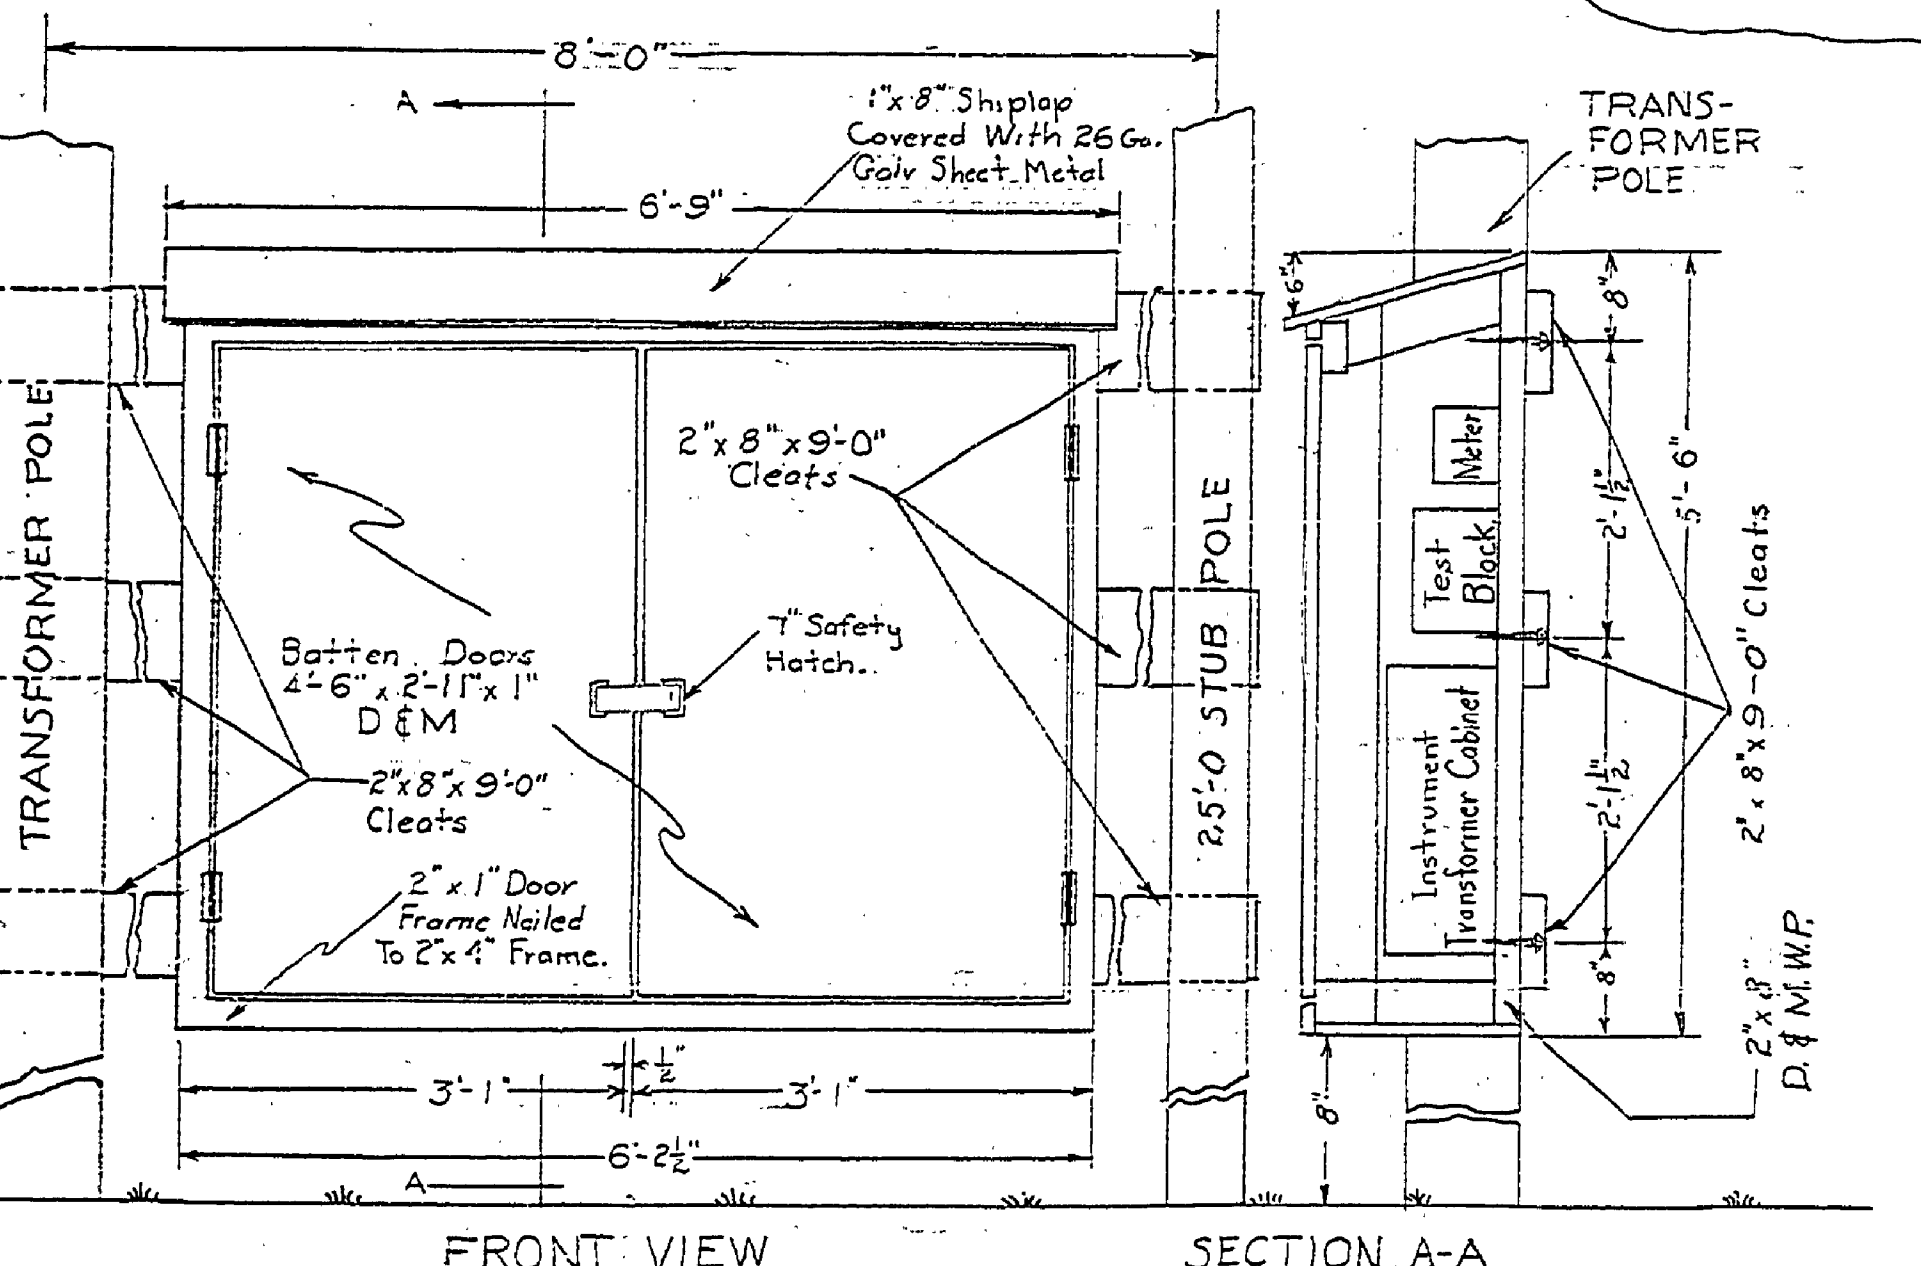 8'-0"
A
1"x 8" Shiplap
Covered With 26 Ga.
Galv Sheet Metal
6'-9"
TRANS-
FORMER
POLE
6"
8"
TRANSFORMER POLE
2" x 8" x 9'-0"
Cleats
25'-0 STUB POLE
Meter
2'-1½"
5'-6"
Test
Block
7" Safety
Hatch.
Batten Doors
4'-6" x 2'-11" x 1"
D & M
2" x 8" x 9'-0"
Cleats
Instrument
Transformer Cabinet
2'-1½"
2" x 8" x 9'-0" Cleats
2" x 1" Door
Frame Nailed
To 2" x 4" Frame.
8"
2" x 8"
D. & M. W.P.
½"
3'-1"
3'-1"
8"
6'-2½"
A
FRONT VIEW
SECTION A-A